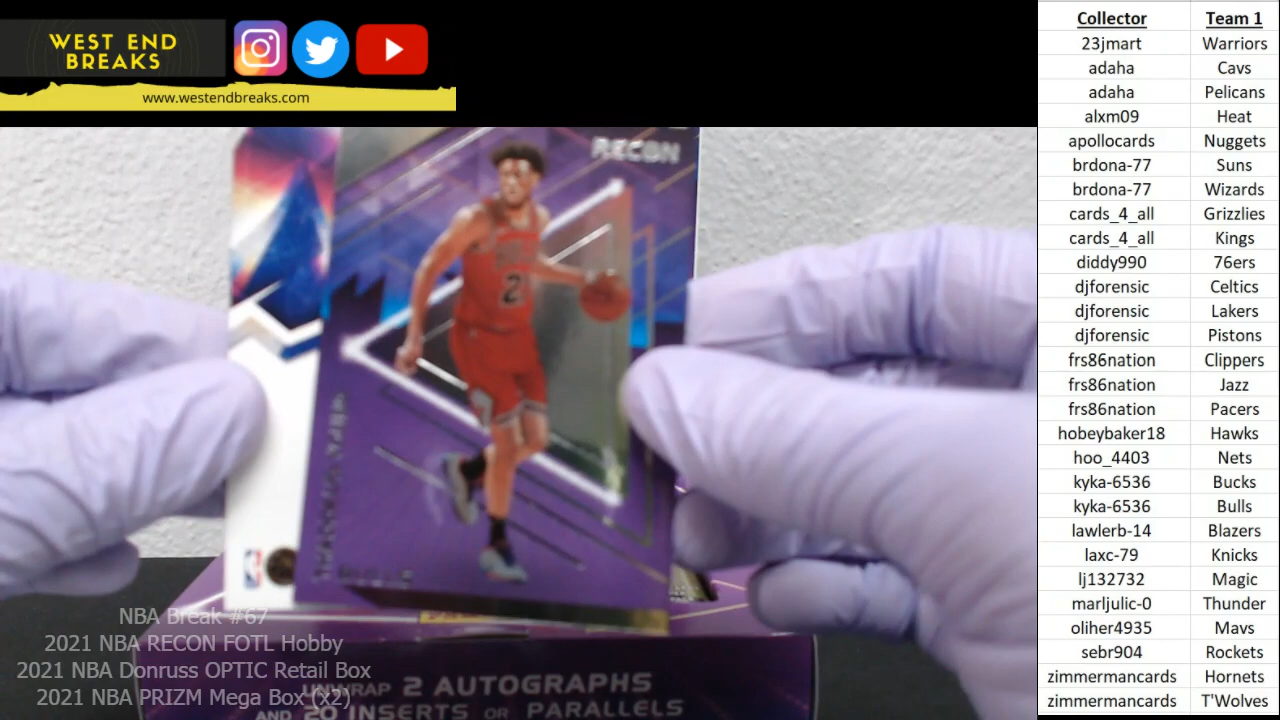 WEST END
BREAKS
www.westendbreaks.com
RECON
2
NBA Break #67
2021 NBA RECON FOTL Hobby
2021 NBA Donruss OPTIC Retail Box
2021 NBA PRIZM Mega Box (x2)
UNWRAP 2 AUTOGRAPHS
AND 20 INSERTS OR PARALLELS
Collector Team 1
23jmart Warriors
adaha Cavs
adaha Pelicans
alxm09 Heat
apollocards Nuggets
brdona-77 Suns
brdona-77 Wizards
cards_4_all Grizzlies
cards_4_all Kings
diddy990 76ers
djforensic Celtics
djforensic Lakers
djforensic Pistons
frs86nation Clippers
frs86nation Jazz
frs86nation Pacers
hobeybaker18 Hawks
hoo_4403 Nets
kyka-6536 Bucks
kyka-6536 Bulls
lawlerb-14 Blazers
laxc-79 Knicks
lj132732 Magic
marljulic-0 Thunder
oliher4935 Mavs
sebr904 Rockets
zimmermancards Hornets
zimmermancards T'Wolves